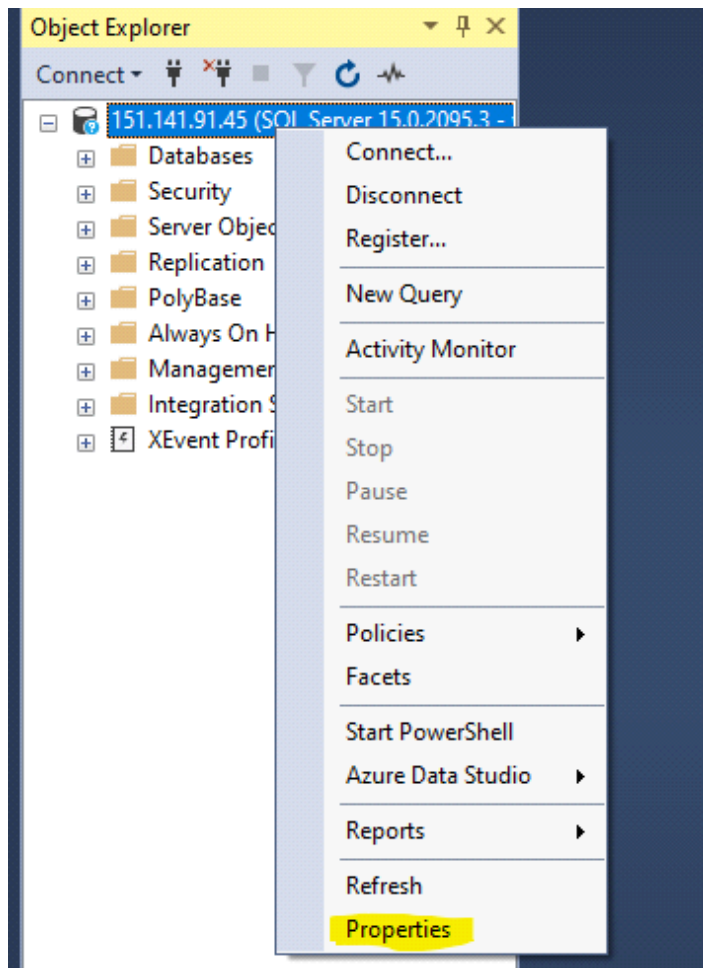 Object Explorer
Connect
151.141.91.45 (SQL Server 15.0.2095.3 -
Databases
Connect...
Security
Disconnect
Server Objec
Register...
Replication
PolyBase
New Query
Always On H
Activity Monitor
Managemen
Integration S
Start
XEvent Profi
Stop
Pause
Resume
Restart
Policies
Facets
Start PowerShell
Azure Data Studio
Reports
Refresh
Properties